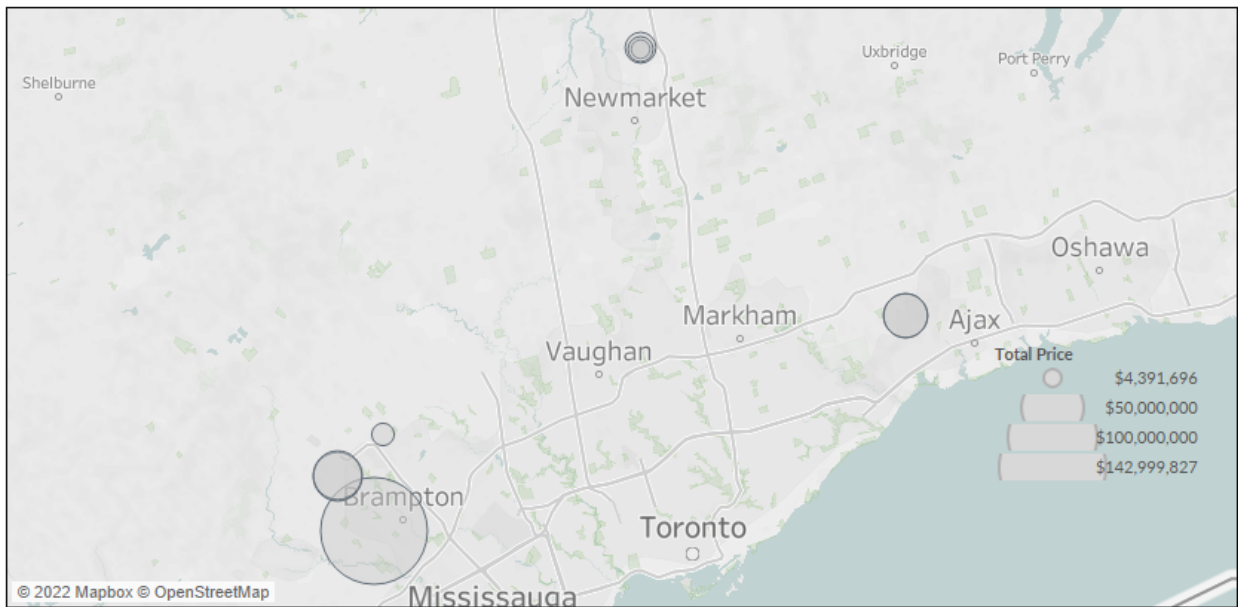 Uxbridge
Port Perry
Shelburne
Newmarket
Oshawa
Markham
Ajax
Vaughan
Total Price
$4,391,696
$50,000,000
$100,000,000
$142,999,827
Brampton
Toronto
Mississauga
© 2022 Mapbox © OpenStreetMap